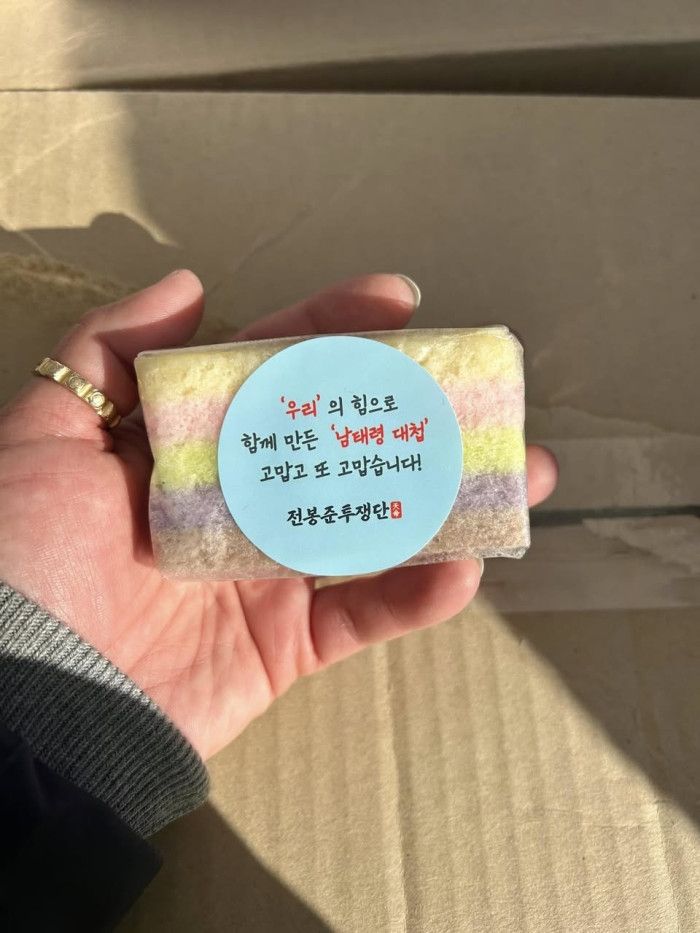 '우리' 의 힘으로
함께 만든 '남태령 대첩'
고맙고 또 고맙습니다!
전봉준투쟁단